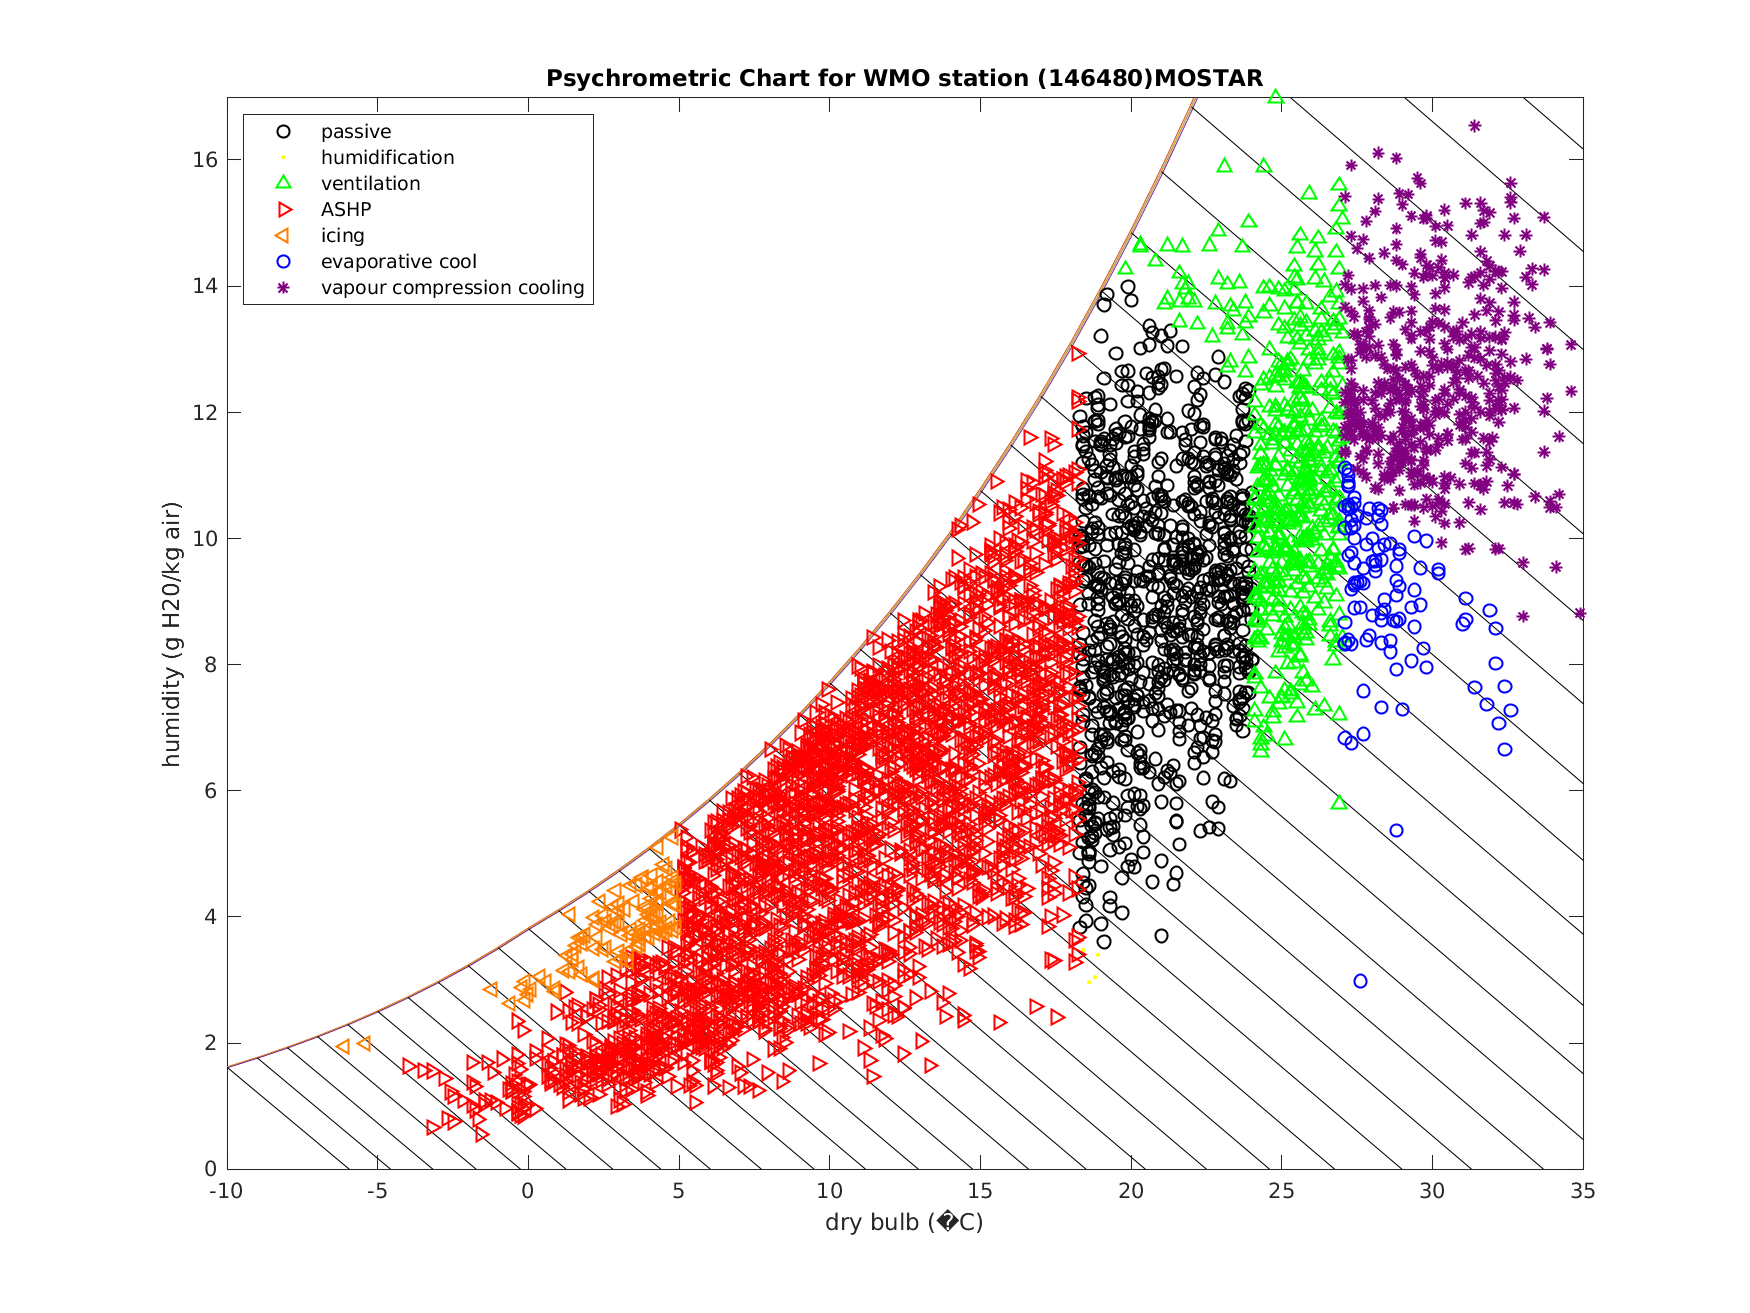 Psychrometric Chart for WMO station (146480)MOSTAR
passive
humidification
ventilation
ASHP
icing
evaporative cool
vapour compression cooling
humidity (g H20/kg air)
16
14
12
10
8
6
4
2
0
-10 -5 0 5 10 15 20 25 30 35
dry bulb (�C)